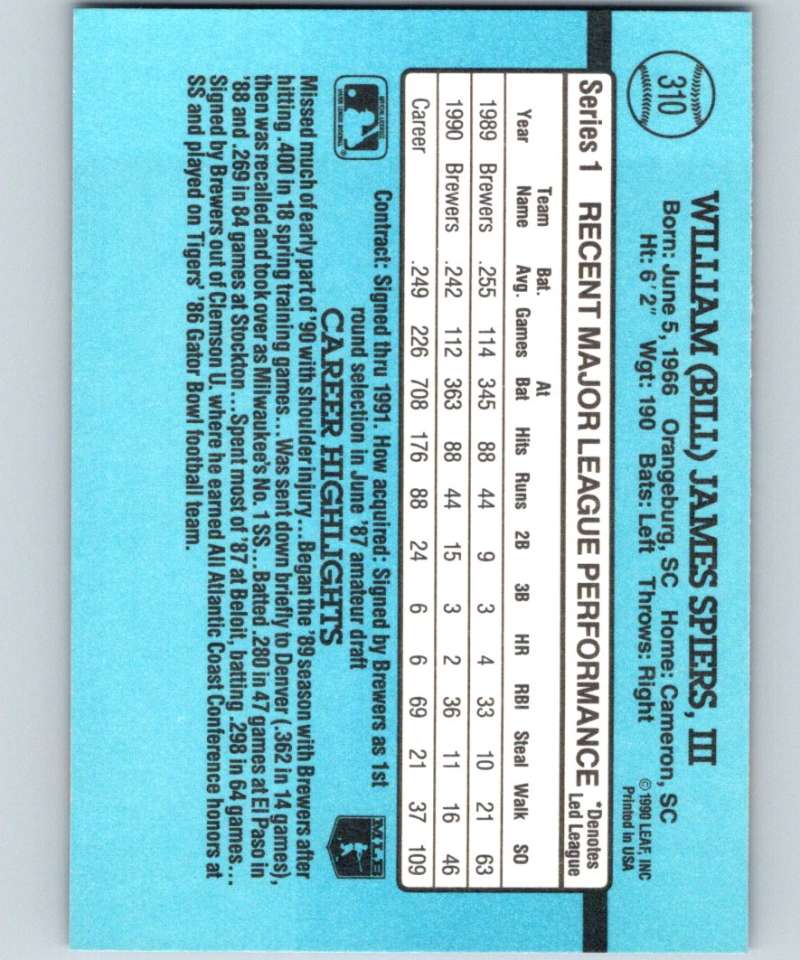 310
WILLIAM (BILL) JAMES SPIERS, III
Born: June 5, 1966 Orangeburg, SC Home: Cameron, SC
Ht: 6'2" Wgt: 190 Bats: Left Throws: Right
© 1990 LEAF, INC
Printed in USA
Series 1 RECENT MAJOR LEAGUE PERFORMANCE *Denotes Led League
Year Team Name Bat. Avg. Games At Bat Hits Runs 2B 3B HR RBI Steal Walk SO
1989 Brewers .255 114 345 88 44 9 3 4 33 10 21 63
1990 Brewers .242 112 363 88 44 15 3 2 36 11 16 46
Career .249 226 708 176 88 24 6 6 69 21 37 109
Contract: Signed thru 1991. How acquired: Signed by Brewers as 1st
round selection in June '87 amateur draft
MLB
CAREER HIGHLIGHTS
Missed much of early part of '90 with shoulder injury...Began the '89 season with Brewers after
hitting .400 in 18 spring training games...Was sent down briefly to Denver (.362 in 14 games),
then was recalled and took over as Milwaukee's No. 1 SS...Batted .280 in 47 games at El Paso in
'88 and .269 in 84 games at Stockton...Spent most of '87 at Beloit, batting .298 in 64 games...
Signed by Brewers out of Clemson U. where he earned All Atlantic Coast Conference honors at
SS and played on Tigers' '86 Gator Bowl football team.